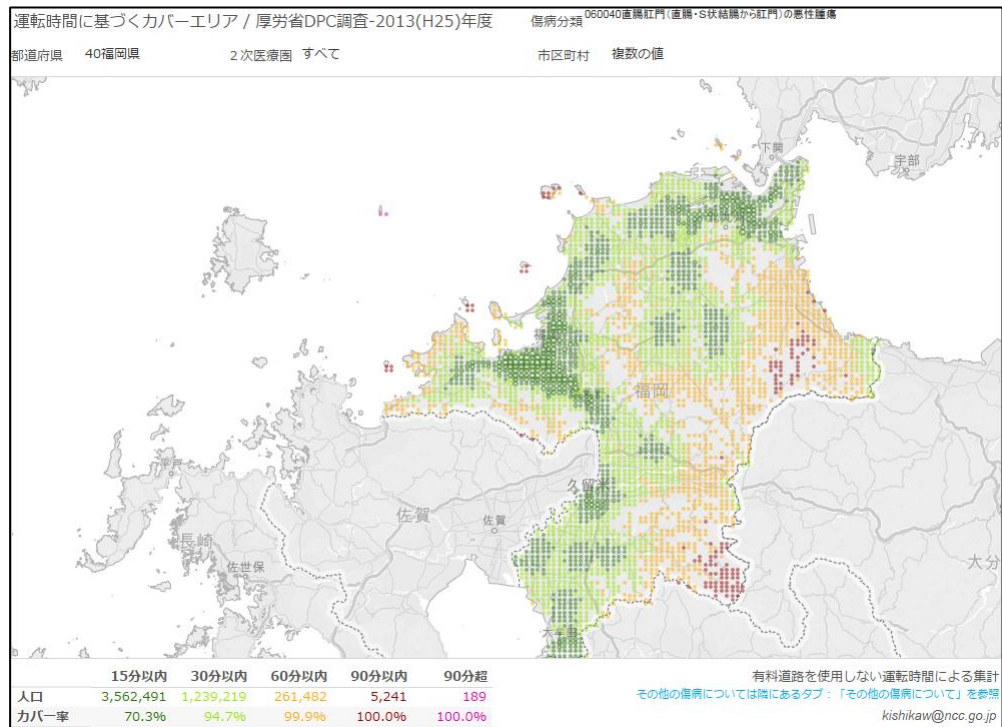 運転時間に基づくカバーエリア / 厚労省DPC調査-2013(H25)年度
傷病分類 060040直腸肛門(直腸・S状結腸から肛門)の悪性腫瘍
都道府県 40福岡県 2次医療圏 すべて 市区町村 複数の値
下関
宇部
福岡
久留米
佐賀
佐賀
平戸
長崎
佐世保
大分
大牟田
15分以内 30分以内 60分以内 90分以内 90分超
人口 3,562,491 1,239,219 261,482 5,241 189
カバー率 70.3% 94.7% 99.9% 100.0% 100.0%
有料道路を使用しない運転時間による集計
その他の傷病については隣にあるタブ：「その他の傷病について」を参照
kishikaw@ncc.go.jp